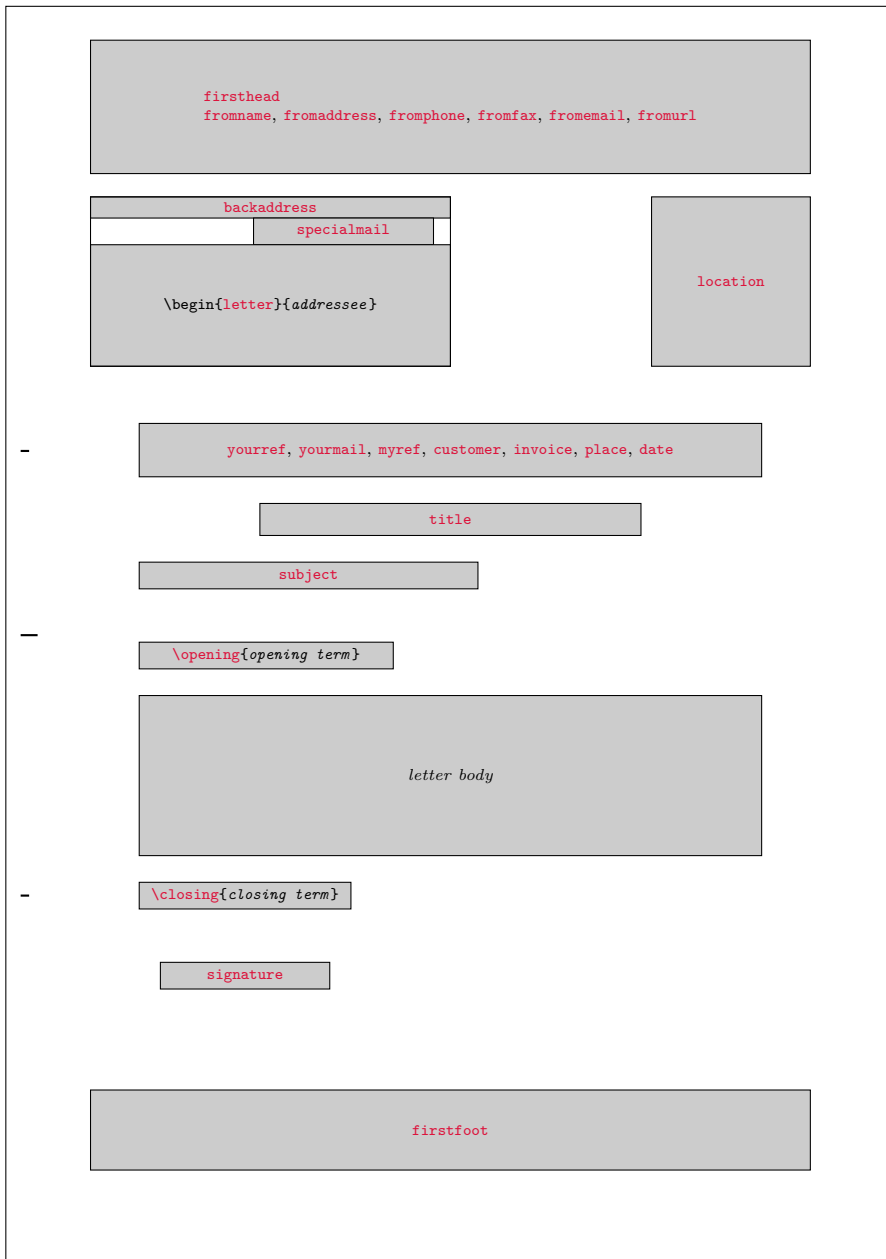 firsthead
fromname, fromaddress, fromphone, fromfax, fromemail, fromurl
backaddress
specialmail
\begin{letter}{addressee}
location
yourref, yourmail, myref, customer, invoice, place, date
title
subject
\opening{opening term}
letter body
\closing{closing term}
signature
firstfoot